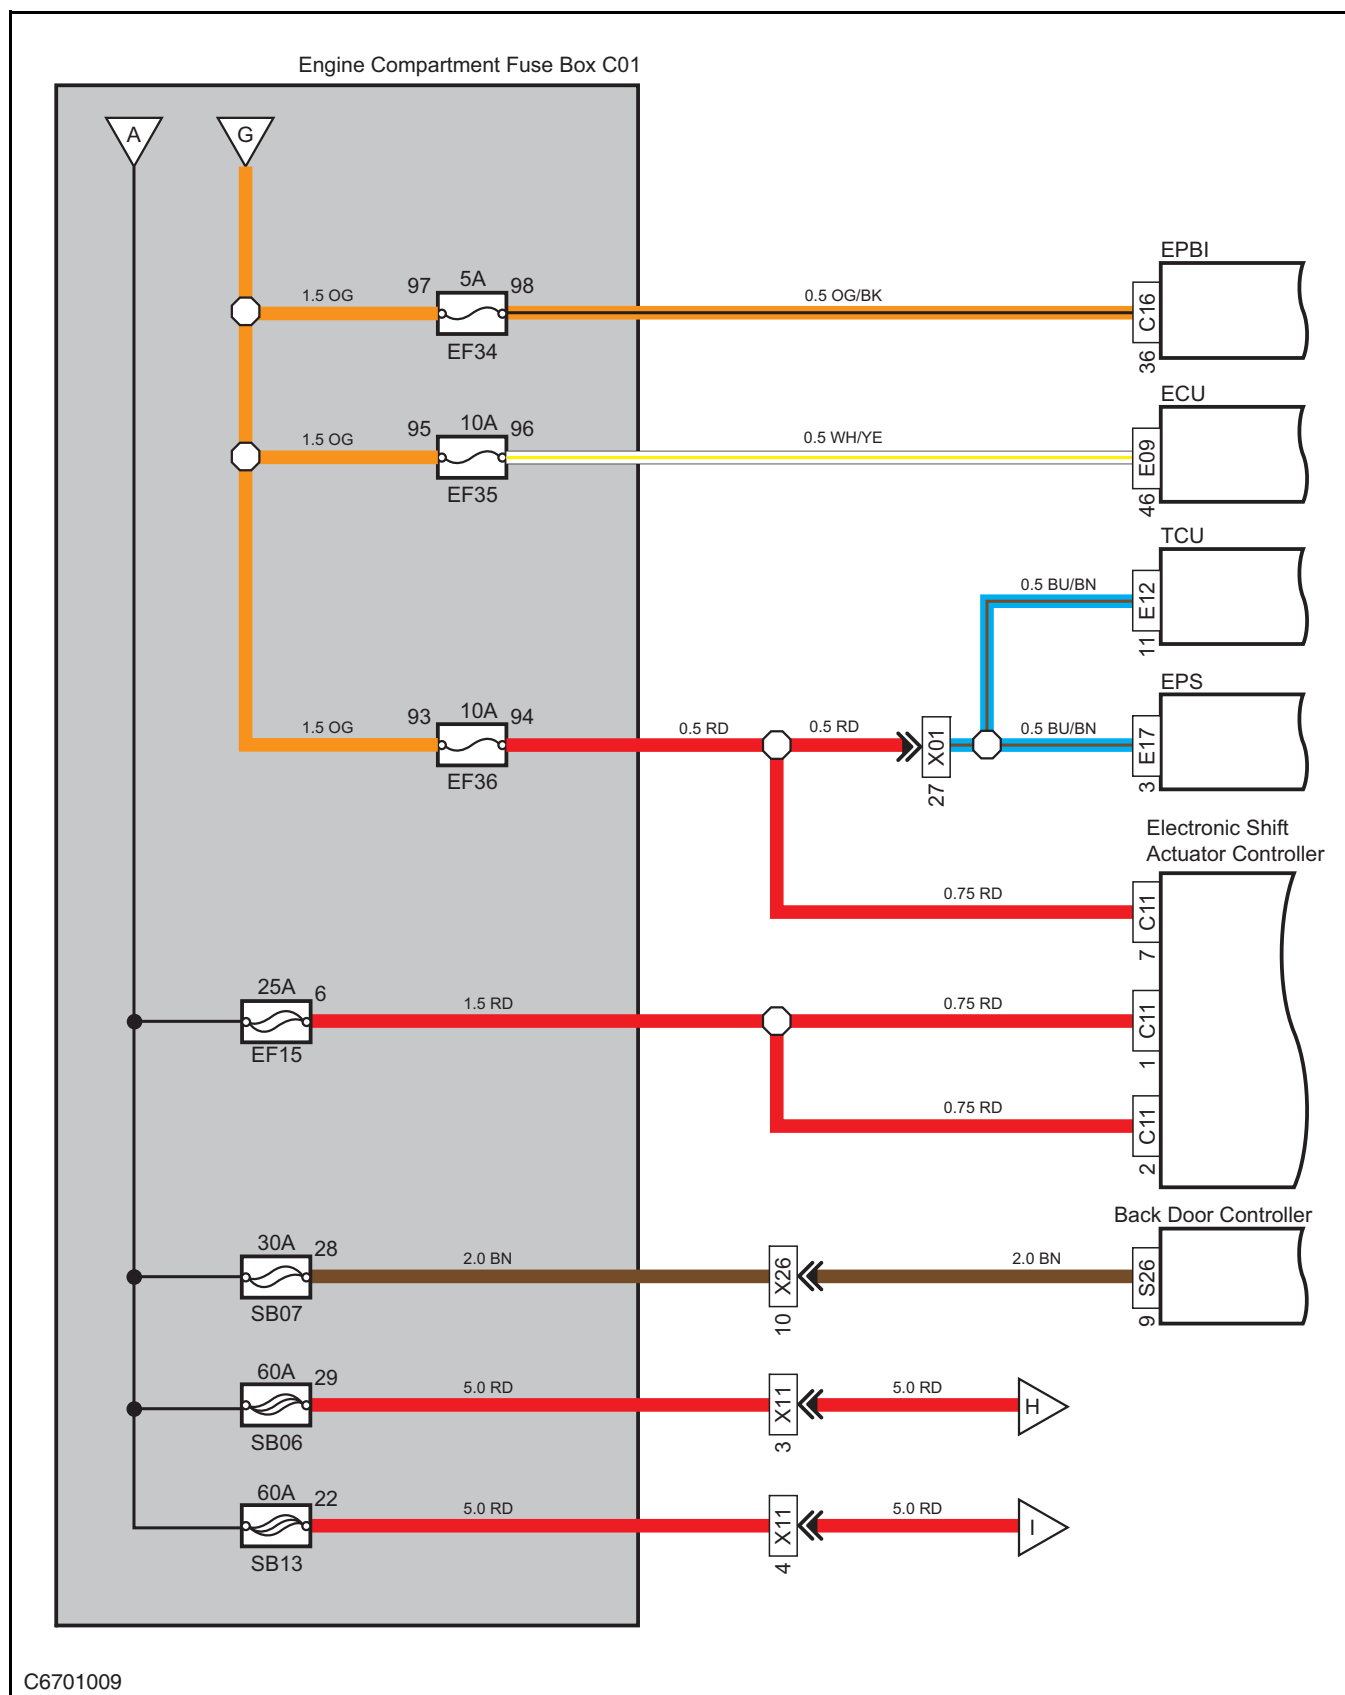 Engine Compartment Fuse Box C01
A
G
EPBI
1.5 OG
97
5A
98
EF34
0.5 OG/BK
C16
36
ECU
1.5 OG
95
10A
96
EF35
0.5 WH/YE
E09
46
TCU
0.5 BU/BN
E12
11
EPS
1.5 OG
93
10A
94
EF36
0.5 RD
0.5 RD
X01
27
0.5 BU/BN
E17
3
Electronic Shift
Actuator Controller
0.75 RD
C11
7
25A
6
EF15
1.5 RD
0.75 RD
C11
1
0.75 RD
C11
2
Back Door Controller
30A
28
SB07
2.0 BN
X26
10
2.0 BN
S26
9
60A
29
SB06
5.0 RD
X11
3
5.0 RD
H
60A
22
SB13
5.0 RD
X11
4
5.0 RD
I
C6701009